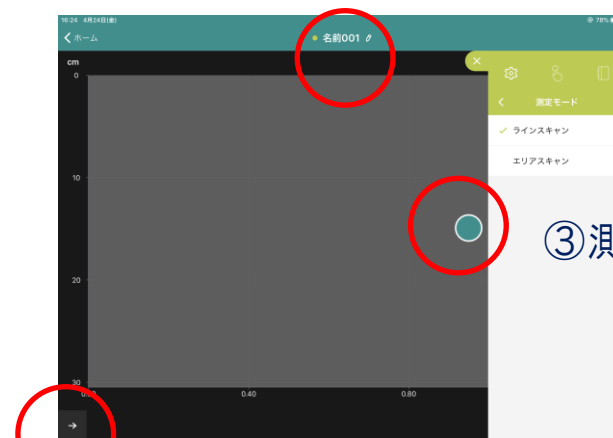 16:24 4月24日(金)
78%
ホーム
名前001
cm
測定モード
ラインスキャン
エリアスキャン
0
10
20
30
0.00
0.40
0.80
③測